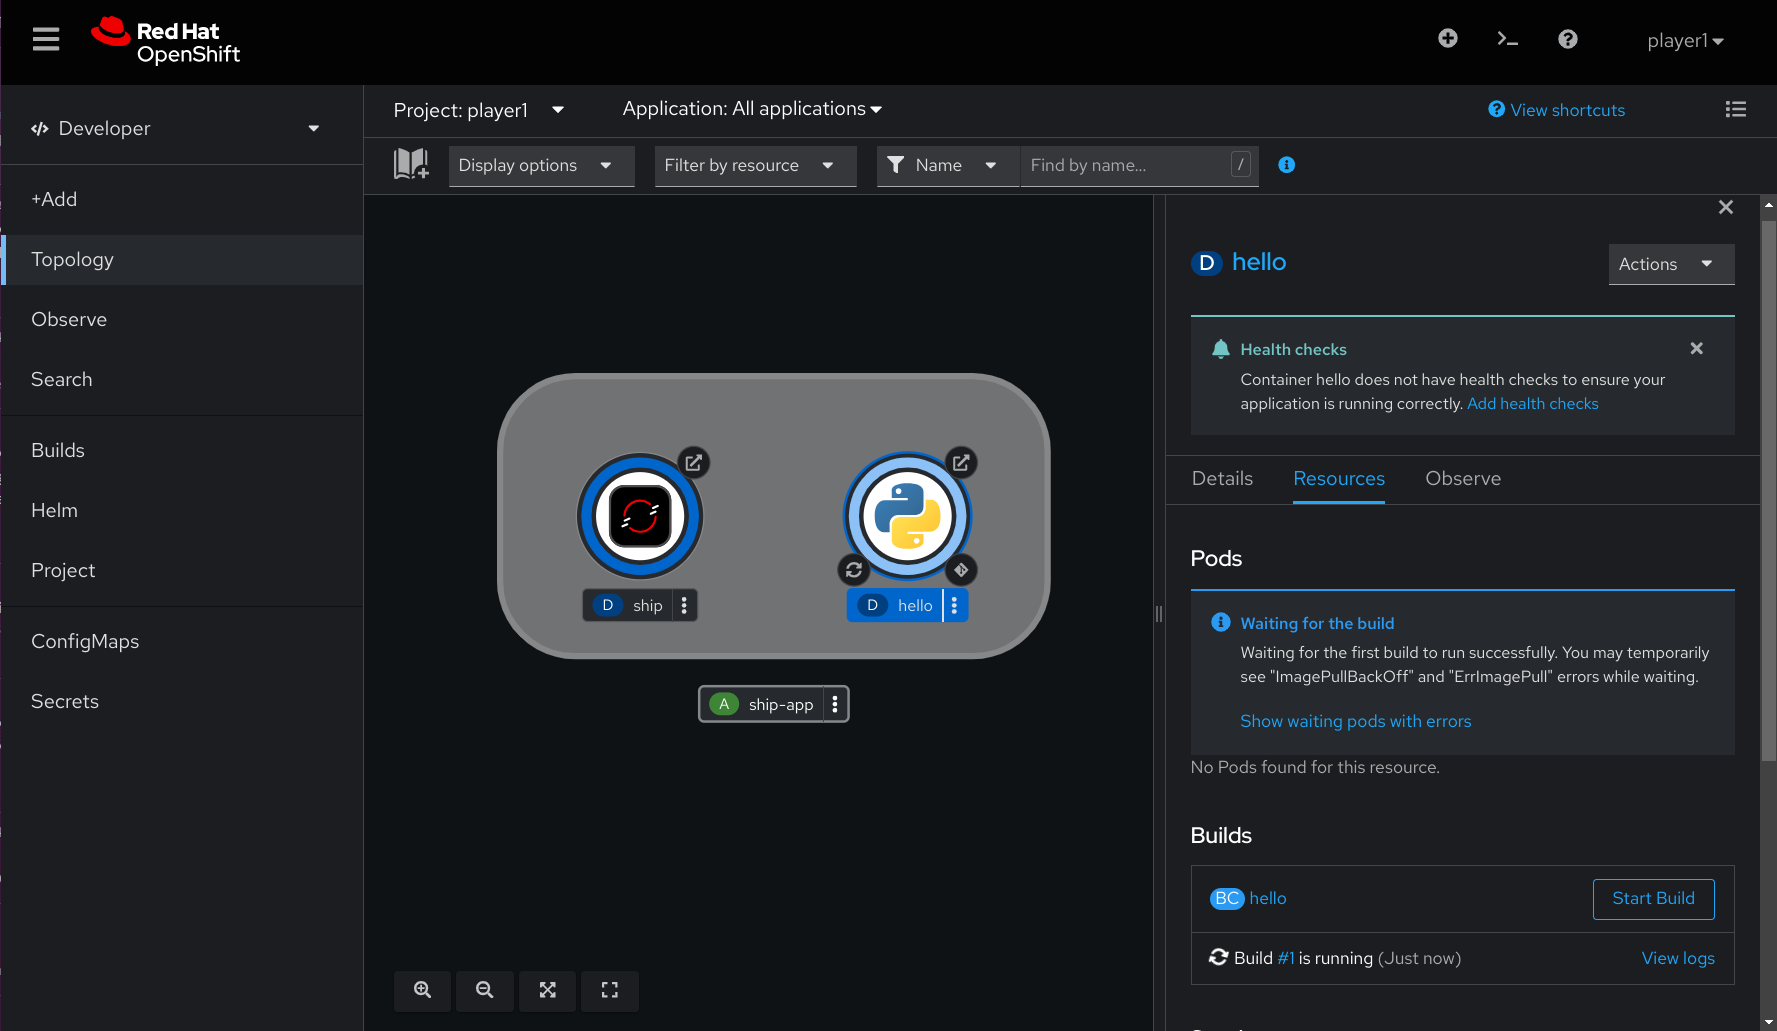 Red Hat
OpenShift
player1
Developer
+Add
Topology
Observe
Search
Builds
Helm
Project
ConfigMaps
Secrets
Project: player1
Application: All applications
View shortcuts
Display options
Filter by resource
Name
Find by name...
/
D ship
D hello
A ship-app
D hello
Actions
Health checks
Container hello does not have health checks to ensure your
application is running correctly. Add health checks
Details Resources Observe
Pods
Waiting for the build
Waiting for the first build to run successfully. You may temporarily
see "ImagePullBackOff" and "ErrImagePull" errors while waiting.
Show waiting pods with errors
No Pods found for this resource.
Builds
BC hello
Start Build
Build #1 is running (Just now)
View logs